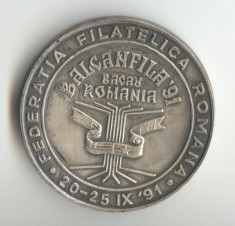 FEDERATIA FILATELICA ROMANA
BALCANFILA '91
BACAU
ROMANIA
20-25 IX '91